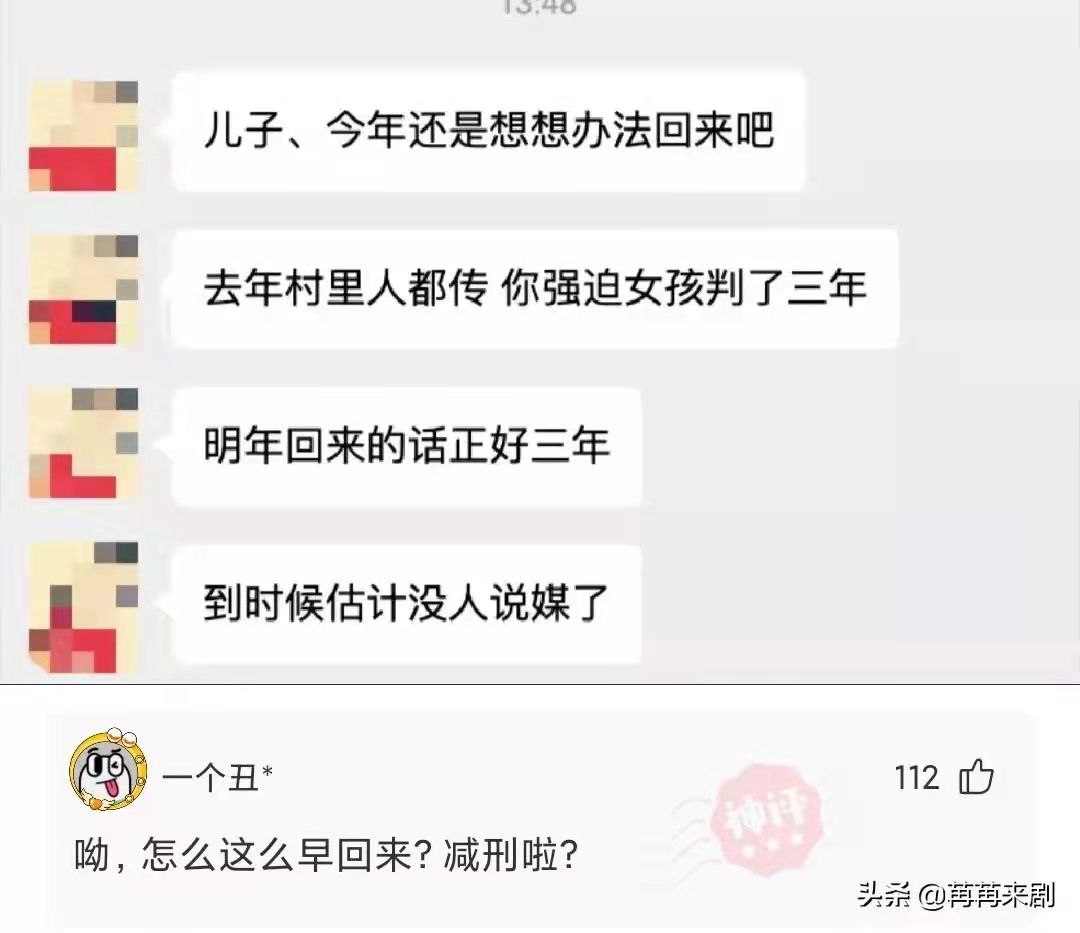 13:48
儿子、今年还是想想办法回来吧
去年村里人都传 你强迫女孩判了三年
明年回来的话正好三年
到时候估计没人说媒了
一个丑*
112
神评
呦，怎么这么早回来？减刑啦？
头条 @苒苒来剧